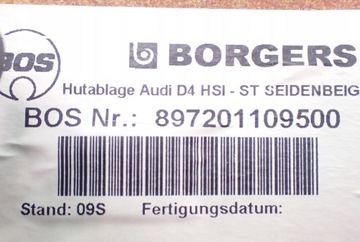 BOS
BORGERS
Hutablage Audi D4 HSI - ST SEIDENBEIG
BOS Nr.: 897201109500
Stand: 09S Fertigungsdatum: